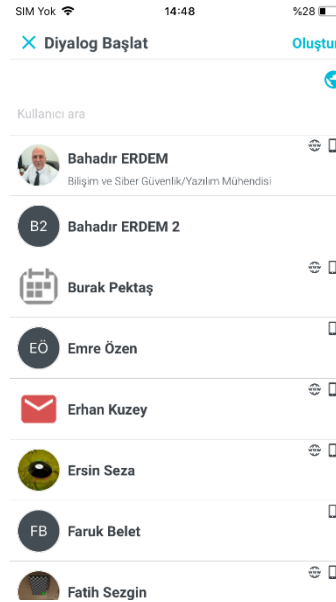 SIM Yok 14:48 %28
Diyalog Başlat Oluştur
Kullanıcı ara
Bahadır ERDEM
Bilişim ve Siber Güvenlik/Yazılım Mühendisi
B2 Bahadır ERDEM 2
Burak Pektaş
EÖ Emre Özen
Erhan Kuzey
Ersin Seza
FB Faruk Belet
Fatih Sezgin